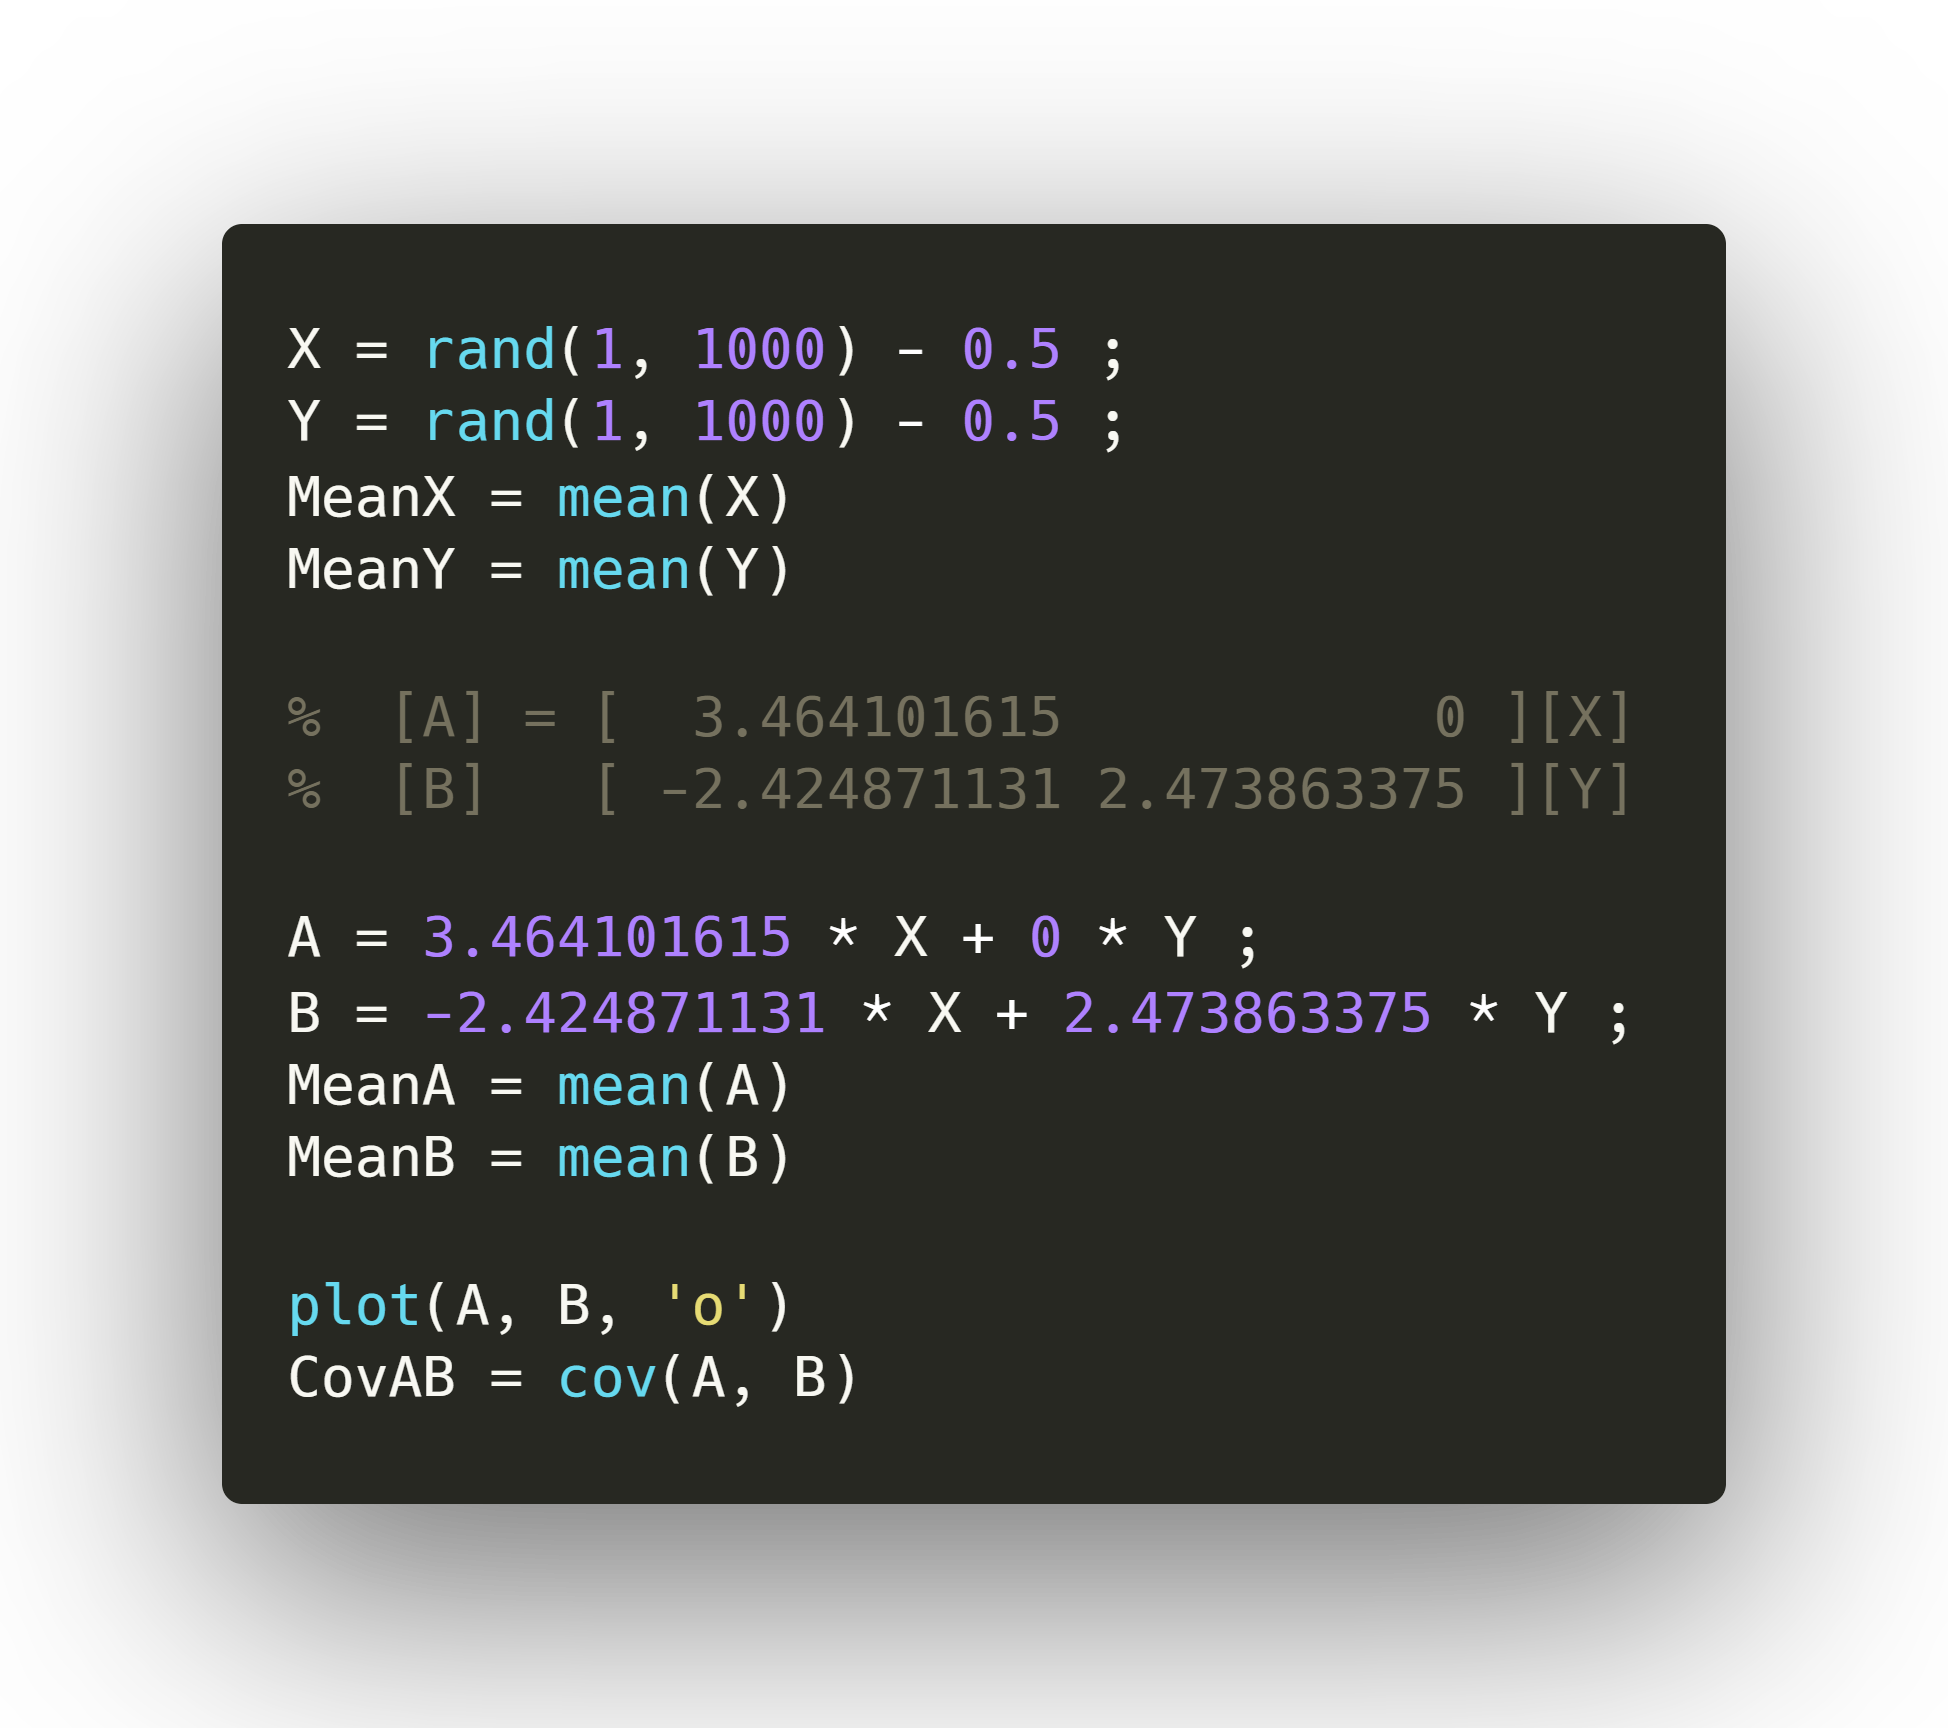 X = rand(1, 1000) - 0.5 ;
Y = rand(1, 1000) - 0.5 ;
MeanX = mean(X)
MeanY = mean(Y)
%  [A] = [  3.464101615           0 ][X]
%  [B]   [ -2.424871131 2.473863375 ][Y]
A = 3.464101615 * X + 0 * Y ;
B = -2.424871131 * X + 2.473863375 * Y ;
MeanA = mean(A)
MeanB = mean(B)
plot(A, B, 'o')
CovAB = cov(A, B)